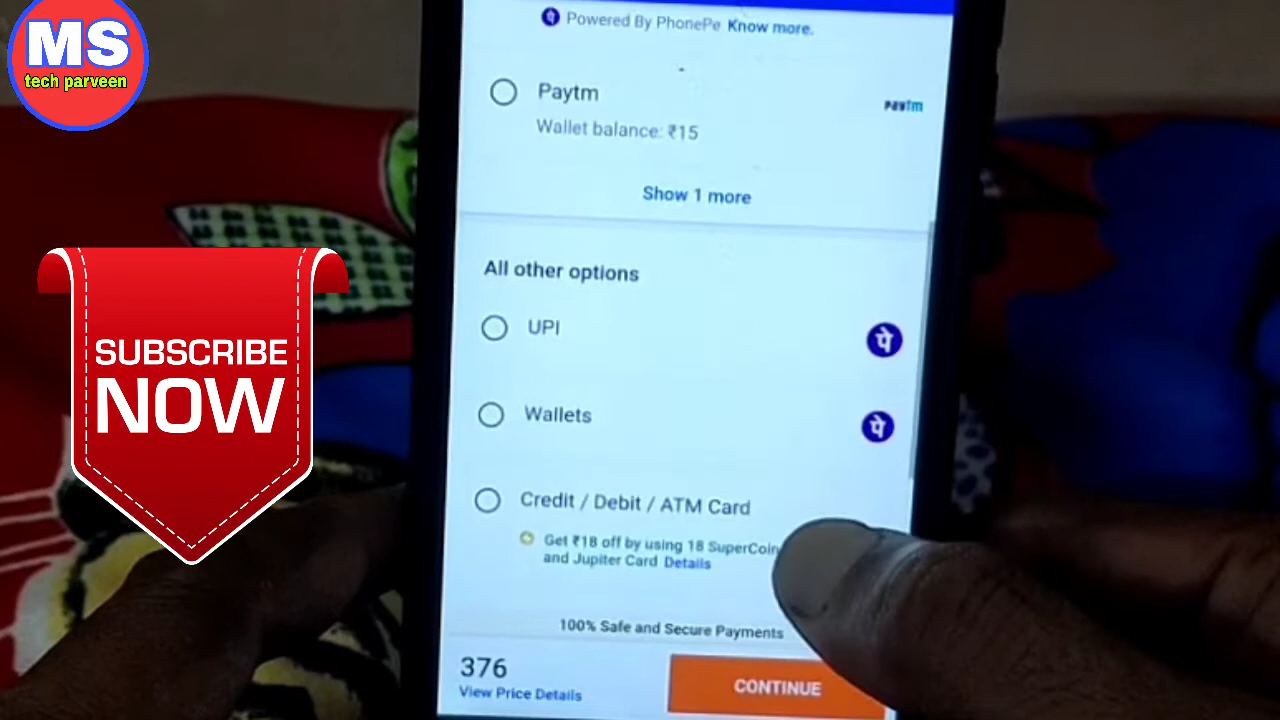 MS
tech parveen
SUBSCRIBE
NOW
पे Powered By PhonePe Know more.
Paytm
paytm
Wallet balance: ₹15
Show 1 more
All other options
UPI
पे
Wallets
पे
Credit / Debit / ATM Card
Get ₹18 off by using 18 SuperCoin
and Jupiter Card Details
100% Safe and Secure Payments
376
View Price Details
CONTINUE